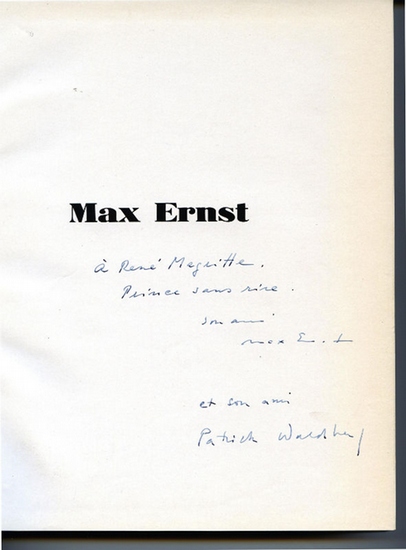 Max Ernst
à René Magritte.
Prince sans rire.
son ami
max E
et son ami
Patrick Waldberg